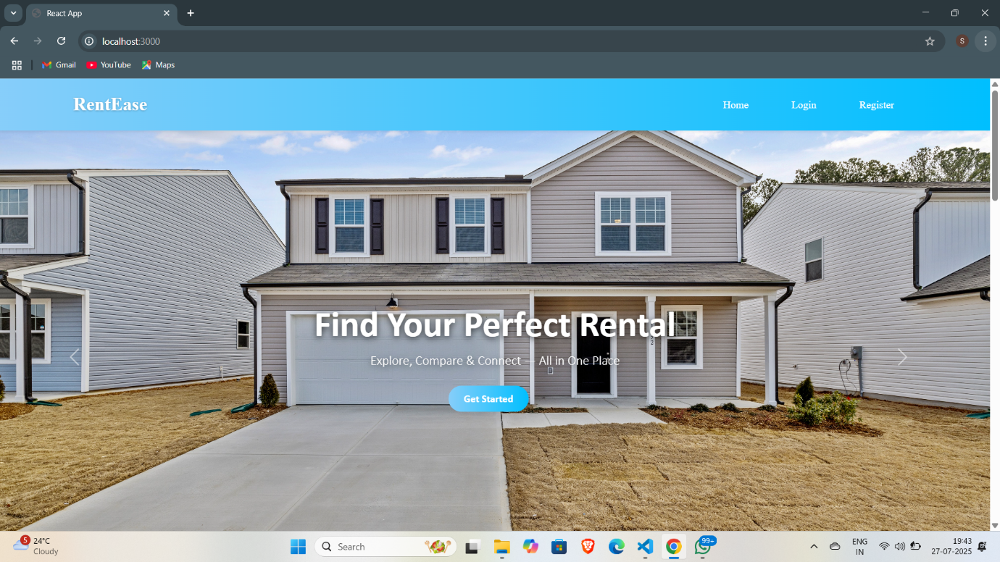 React App
localhost:3000
S
Gmail
YouTube
Maps
RentEase
Home
Login
Register
Find Your Perfect Rental
Explore, Compare & Connect — All in One Place
Get Started
5
24°C
Cloudy
Search
99+
ENG
IN
19:43
27-07-2025